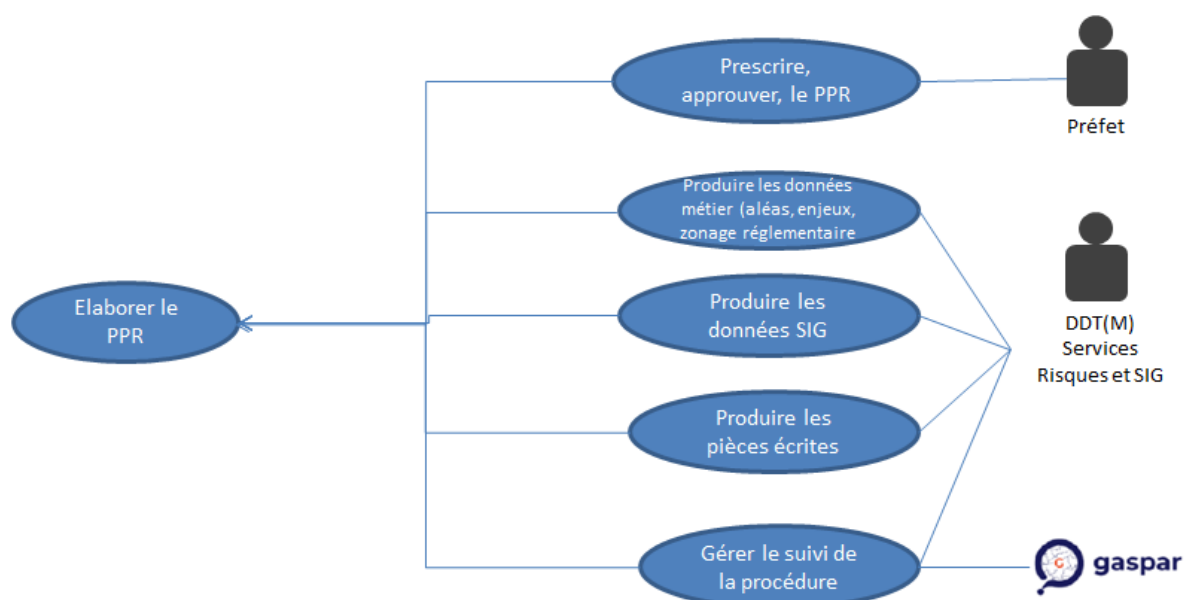 Prescrire,
approuver, le PPR
Préfet
Produire les données
métier (aléas, enjeux,
zonage réglementaire
Elaborer le
PPR
Produire les
données SIG
DDT(M)
Services
Risques et SIG
Produire les
pièces écrites
Gérer le suivi de
la procédure
G
gaspar